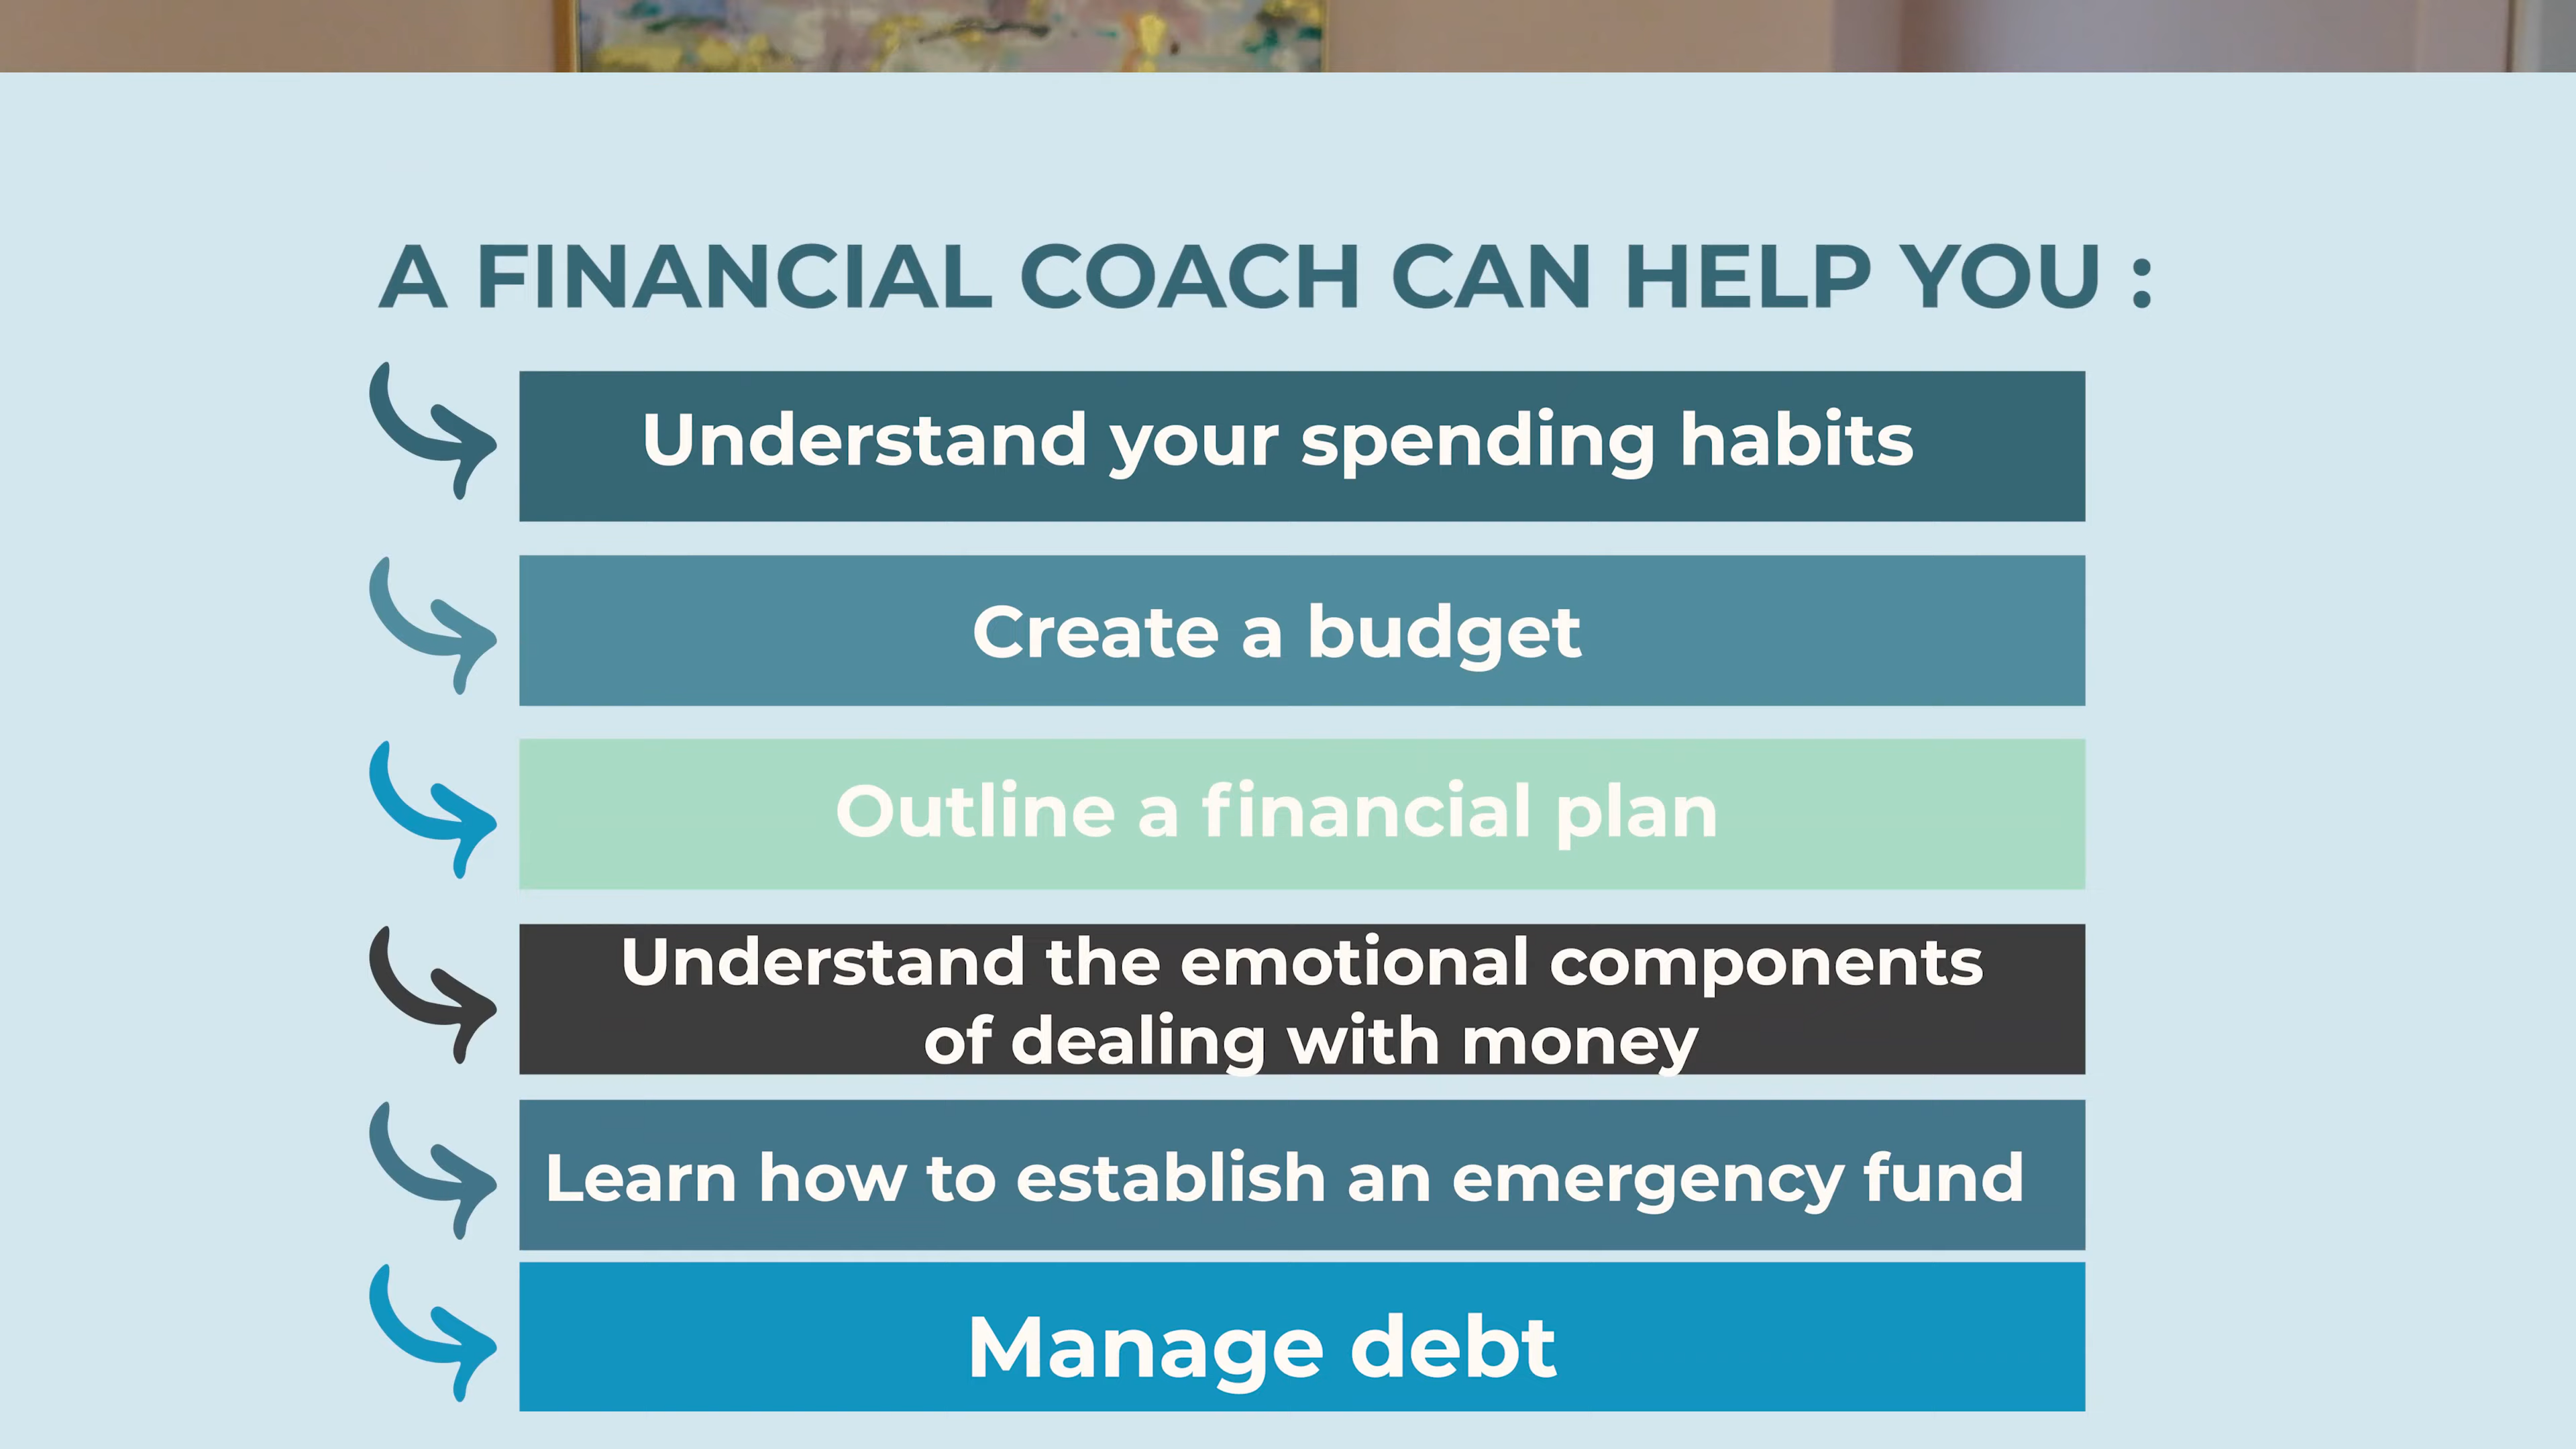 A FINANCIAL COACH CAN HELP YOU :
Understand your spending habits
Create a budget
Outline a financial plan
Understand the emotional components
of dealing with money
Learn how to establish an emergency fund
Manage debt